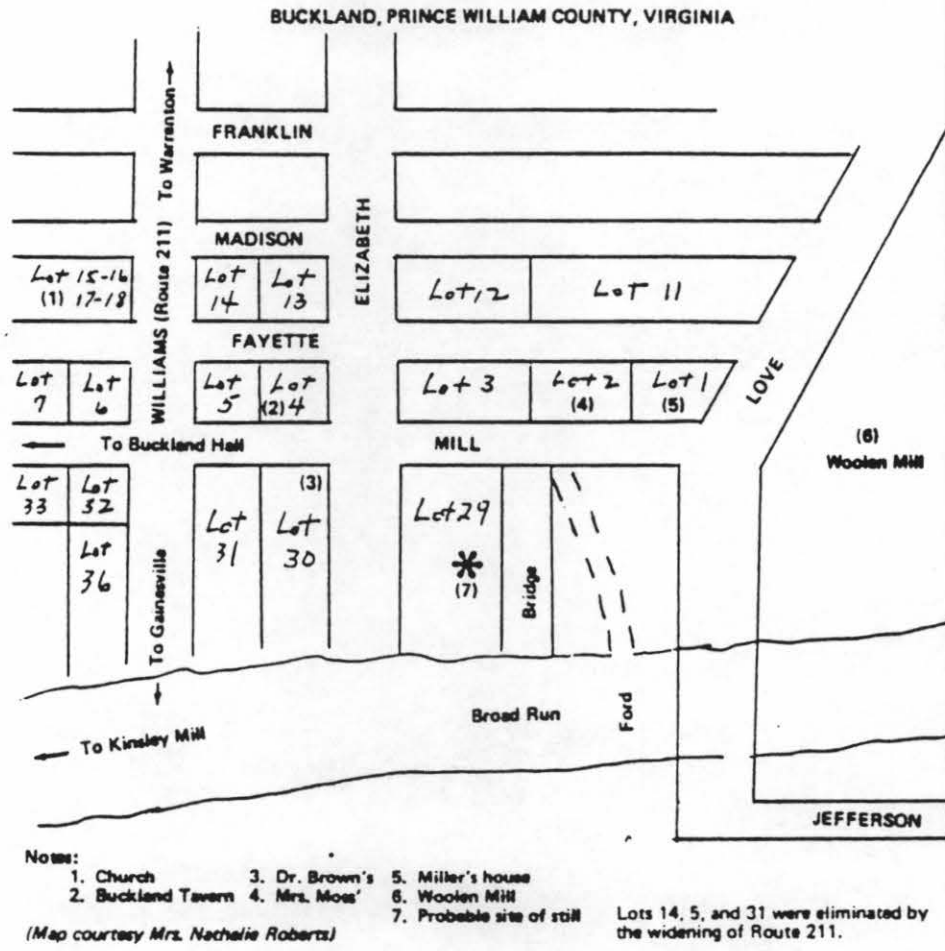 BUCKLAND, PRINCE WILLIAM COUNTY, VIRGINIA
To Warrenton
FRANKLIN
WILLIAMS (Route 211)
ELIZABETH
MADISON
Lot 15-16
(1) 17-18
Lot
14
Lot
13
Lot 12
Lot 11
FAYETTE
LOVE
Lot
7
Lot
6
Lot
5
Lot
(2) 4
Lot 3
Lot 2
(4)
Lot 1
(5)
To Buckland Hall
MILL
(6)
Woolen Mill
Lot
33
Lot
32
Lot
36
To Gainesville
Lot
31
(3)
Lot
30
Lot 29
(7)
Bridge
Ford
Broad Run
To Kinsley Mill
JEFFERSON
Notes:
1. Church 3. Dr. Brown's 5. Miller's house
2. Buckland Tavern 4. Mrs. Moss' 6. Woolen Mill
7. Probable site of still
(Map courtesy Mrs. Nathalie Roberts)
Lots 14, 5, and 31 were eliminated by
the widening of Route 211.